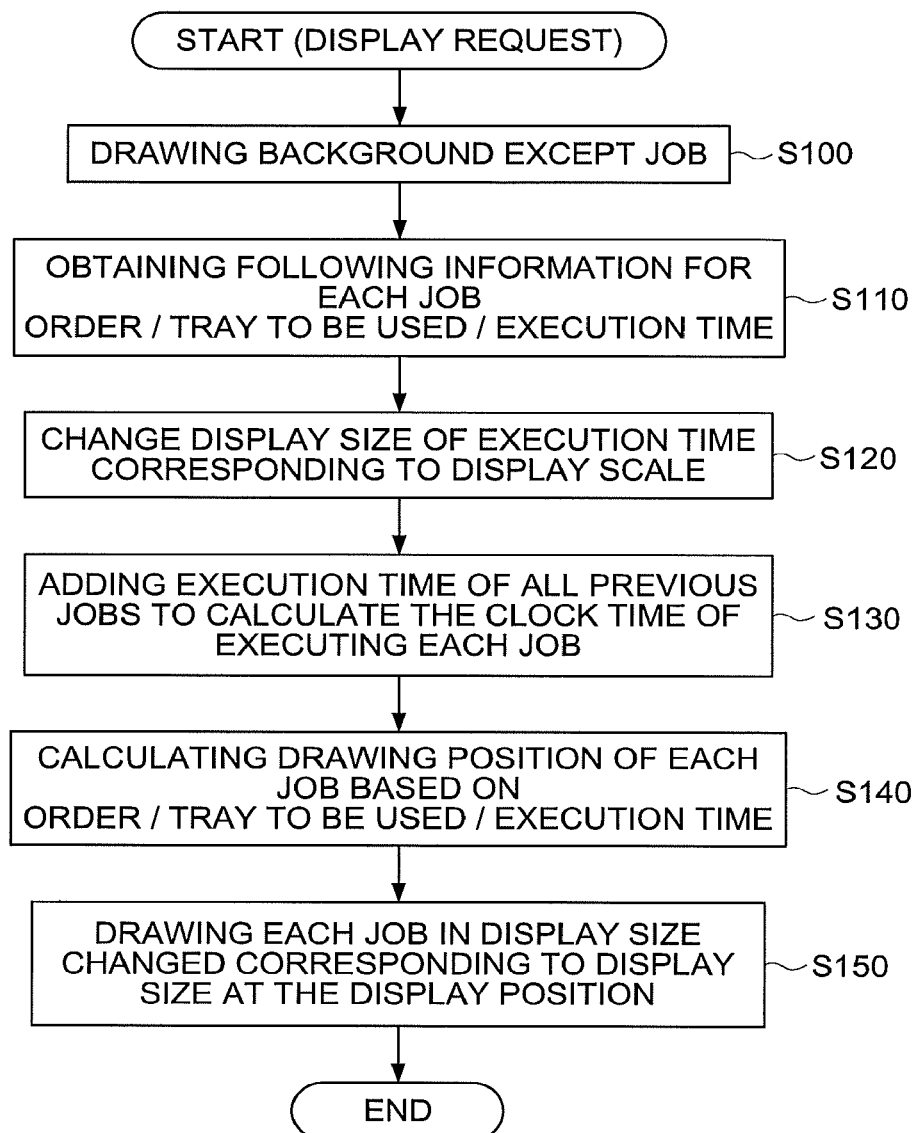 START (DISPLAY REQUEST)
DRAWING BACKGROUND EXCEPT JOB
S100
OBTAINING FOLLOWING INFORMATION FOR
EACH JOB
ORDER / TRAY TO BE USED / EXECUTION TIME
S110
CHANGE DISPLAY SIZE OF EXECUTION TIME
CORRESPONDING TO DISPLAY SCALE
S120
ADDING EXECUTION TIME OF ALL PREVIOUS
JOBS TO CALCULATE THE CLOCK TIME OF
EXECUTING EACH JOB
S130
CALCULATING DRAWING POSITION OF EACH
JOB BASED ON
ORDER / TRAY TO BE USED / EXECUTION TIME
S140
DRAWING EACH JOB IN DISPLAY SIZE
CHANGED CORRESPONDING TO DISPLAY
SIZE AT THE DISPLAY POSITION
S150
END